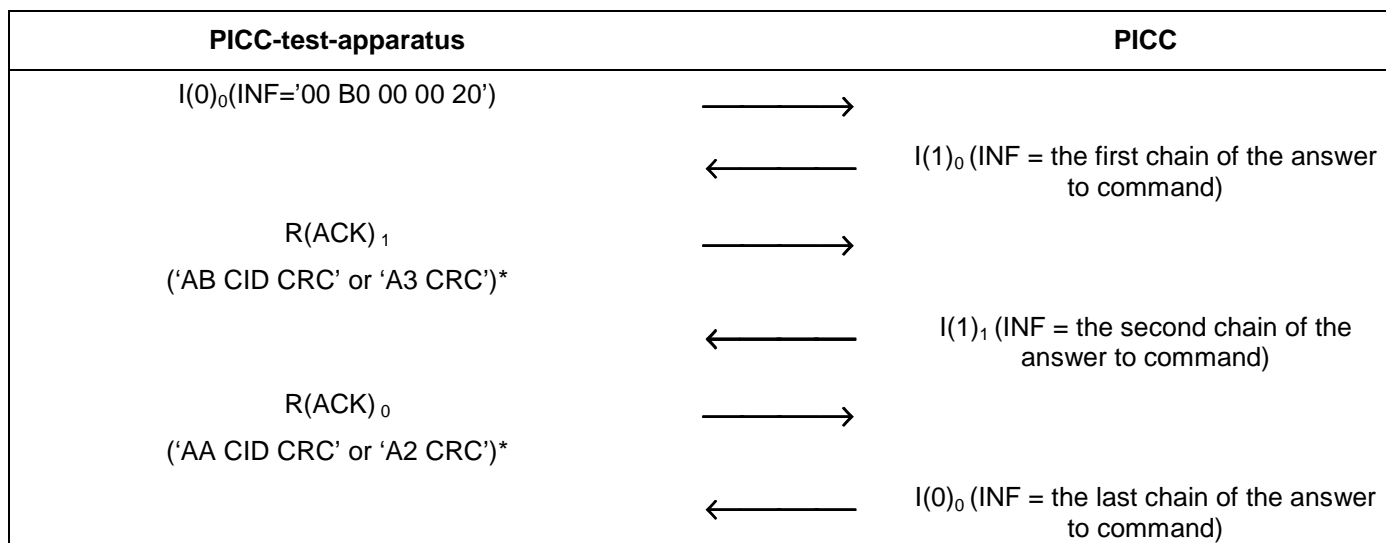 PICC-test-apparatus PICC
I(0)₀(INF=’00 B0 00 00 20’)
I(1)₀ (INF = the first chain of the answer
to command)
R(ACK) ₁
(‘AB CID CRC’ or ‘A3 CRC’)*
I(1)₁ (INF = the second chain of the
answer to command)
R(ACK) ₀
(‘AA CID CRC’ or ‘A2 CRC’)*
I(0)₀ (INF = the last chain of the answer
to command)